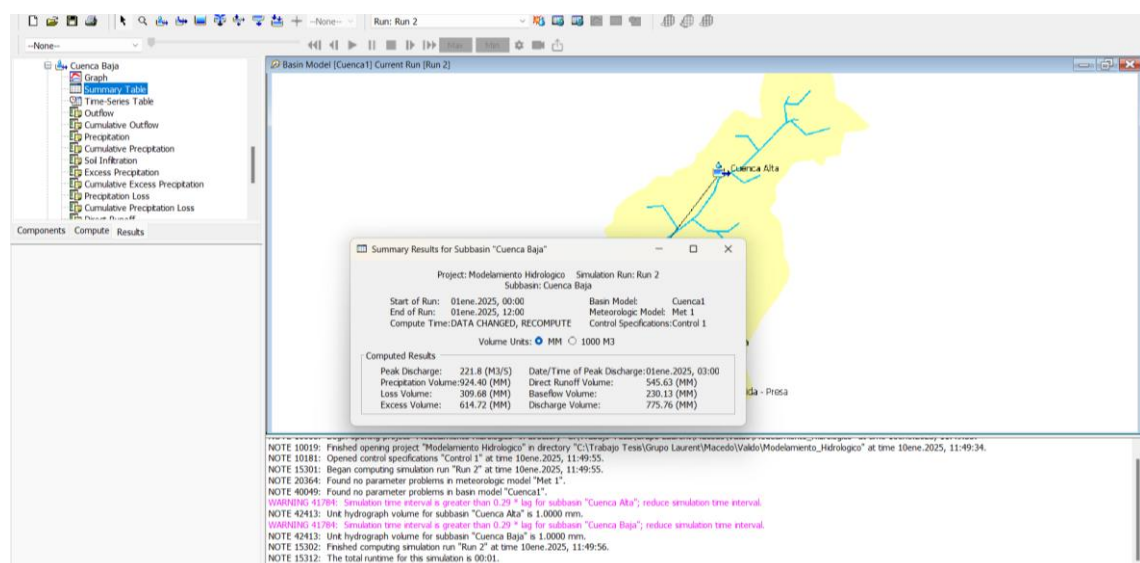 --None--
Run: Run 2
--None--
Max
Min
Cuenca Baja
Graph
Summary Table
Time-Series Table
Outflow
Cumulative Outflow
Precipitation
Cumulative Precipitation
Soil Infiltration
Excess Precipitation
Cumulative Excess Precipitation
Precipitation Loss
Cumulative Precipitation Loss
Direct Runoff
Components Compute Results
Basin Model [Cuenca1] Current Run [Run 2]
Cuenca Alta
ida - Presa
Summary Results for Subbasin "Cuenca Baja"
Project: Modelamiento Hidrologico Simulation Run: Run 2
Subbasin: Cuenca Baja
Start of Run: 01ene.2025, 00:00 Basin Model: Cuenca1
End of Run: 01ene.2025, 12:00 Meteorologic Model: Met 1
Compute Time:DATA CHANGED, RECOMPUTE Control Specifications:Control 1
Volume Units: MM 1000 M3
Computed Results
Peak Discharge: 221.8 (M3/S) Date/Time of Peak Discharge:01ene.2025, 03:00
Precipitation Volume:924.40 (MM) Direct Runoff Volume: 545.63 (MM)
Loss Volume: 309.68 (MM) Baseflow Volume: 230.13 (MM)
Excess Volume: 614.72 (MM) Discharge Volume: 775.76 (MM)
NOTE 10019: Finished opening project "Modelamiento Hidrologico" in directory "C:\Trabajo Tesis\Grupo Laurent\Macedo\Valdo\Modelamiento_Hidrologico" at time 10ene.2025, 11:49:34.
NOTE 10181: Opened control specifications "Control 1" at time 10ene.2025, 11:49:55.
NOTE 15301: Began computing simulation run "Run 2" at time 10ene.2025, 11:49:55.
NOTE 20364: Found no parameter problems in meteorologic model "Met 1".
NOTE 40049: Found no parameter problems in basin model "Cuenca1".
WARNING 41784: Simulation time interval is greater than 0.29 * lag for subbasin "Cuenca Alta"; reduce simulation time interval.
NOTE 42413: Unit hydrograph volume for subbasin "Cuenca Alta" is 1.0000 mm.
WARNING 41784: Simulation time interval is greater than 0.29 * lag for subbasin "Cuenca Baja"; reduce simulation time interval.
NOTE 42413: Unit hydrograph volume for subbasin "Cuenca Baja" is 1.0000 mm.
NOTE 15302: Finished computing simulation run "Run 2" at time 10ene.2025, 11:49:56.
NOTE 15312: The total runtime for this simulation is 00:01.